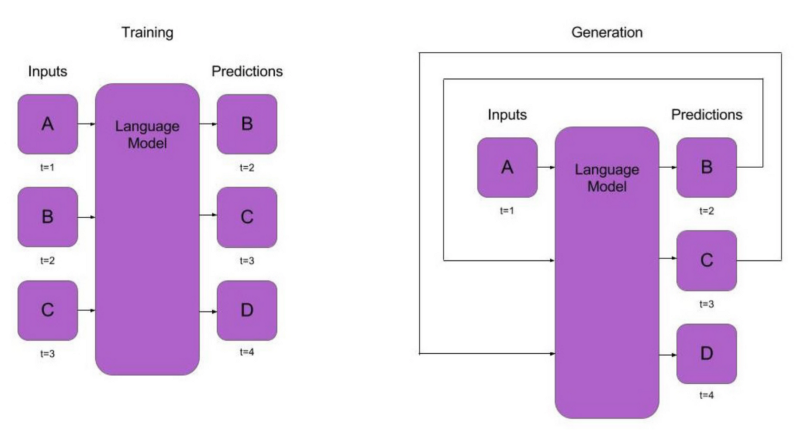 Training
Inputs
Predictions
A
Language
Model
B
t=1
t=2
B
C
t=2
t=3
C
D
t=3
t=4
Generation
Inputs
Predictions
A
Language
Model
B
t=1
t=2
C
t=3
D
t=4